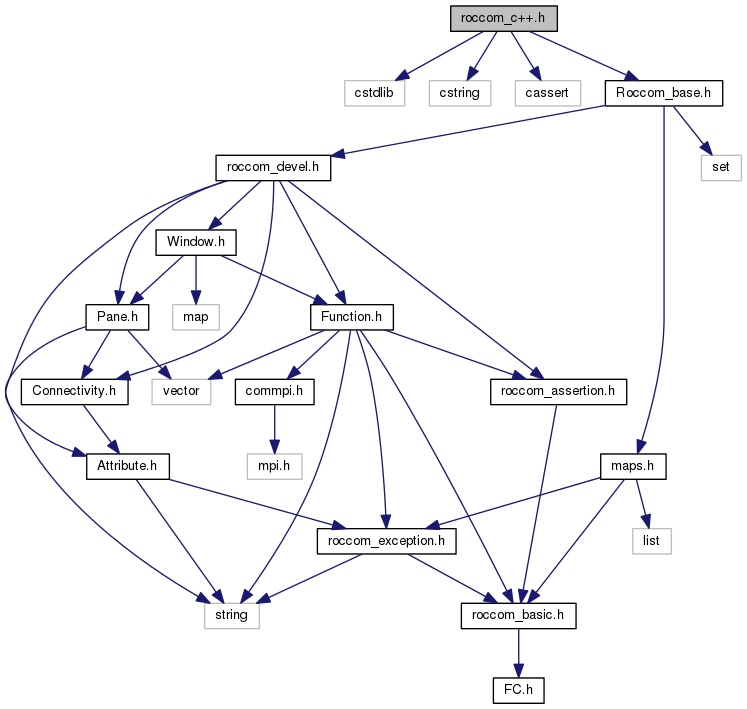 roccom_c++.h
cstdlib
cstring
cassert
Roccom_base.h
roccom_devel.h
set
Window.h
Pane.h
map
Function.h
Connectivity.h
vector
commpi.h
roccom_assertion.h
Attribute.h
mpi.h
maps.h
roccom_exception.h
list
string
roccom_basic.h
FC.h